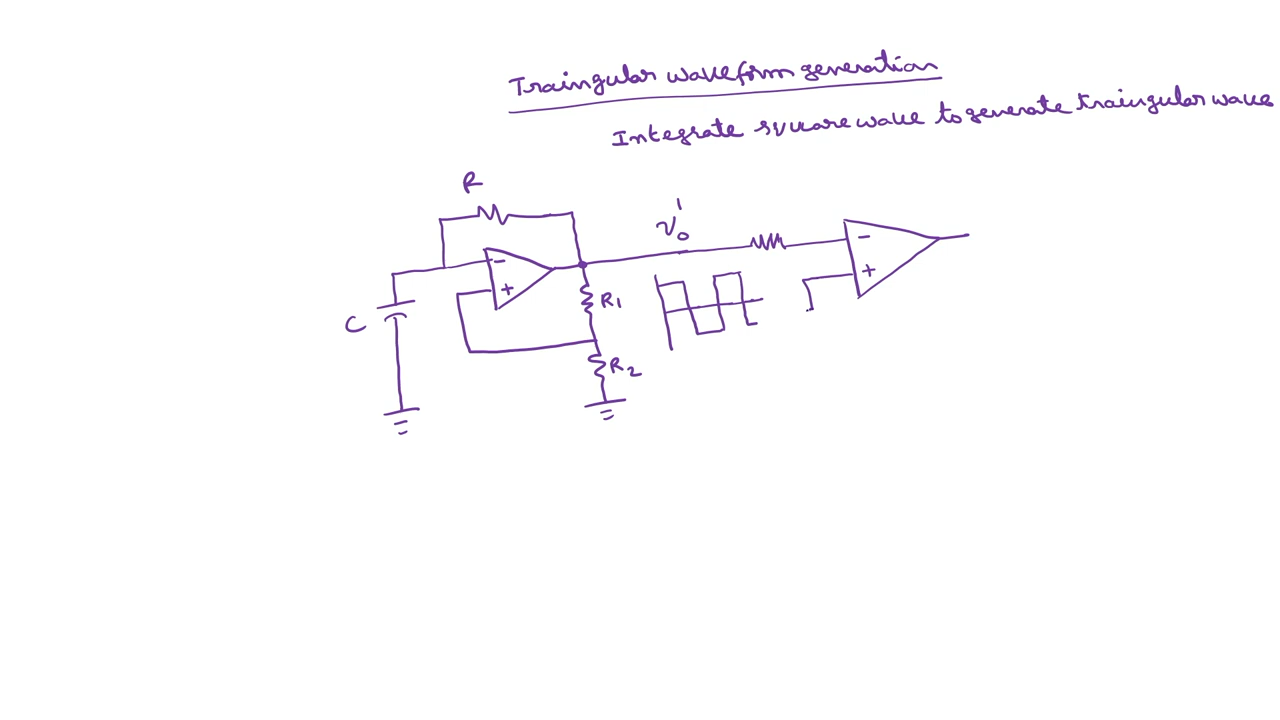 Traingular waveform generation
Integrate square wave to generate traingular wave
R
v₀'
-
+
-
+
C
R1
R2